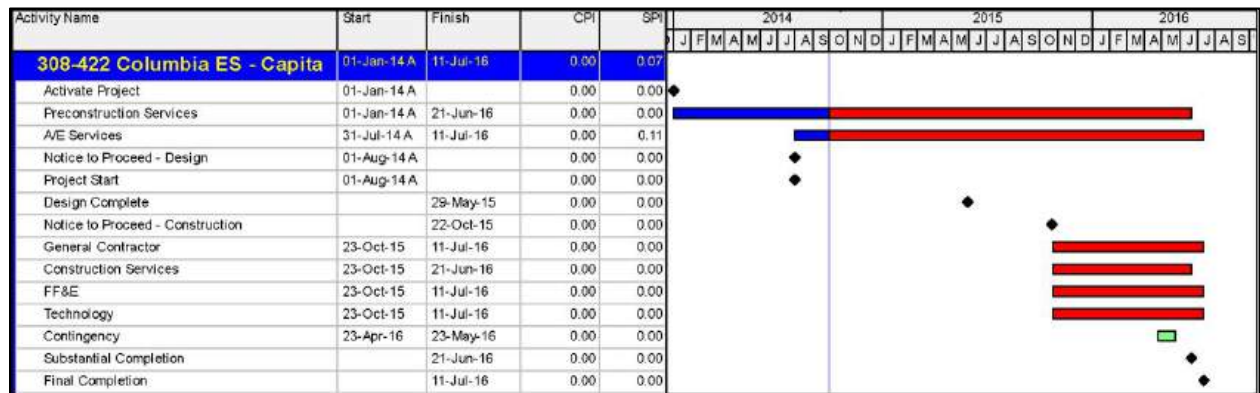 Activity Name Start Finish CPI SPI 2014 2015 2016
J F M A M J J A S O N D J F M A M J J A S O N D J F M A M J J A S
308-422 Columbia ES - Capita 01-Jan-14 A 11-Jul-16 0.00 0.07
Activate Project 01-Jan-14 A 0.00 0.00
Preconstruction Services 01-Jan-14 A 21-Jun-16 0.00 0.00
A/E Services 31-Jul-14 A 11-Jul-16 0.00 0.11
Notice to Proceed - Design 01-Aug-14 A 0.00 0.00
Project Start 01-Aug-14 A 0.00 0.00
Design Complete 29-May-15 0.00 0.00
Notice to Proceed - Construction 22-Oct-15 0.00 0.00
General Contractor 23-Oct-15 11-Jul-16 0.00 0.00
Construction Services 23-Oct-15 21-Jun-16 0.00 0.00
FF&E 23-Oct-15 11-Jul-16 0.00 0.00
Technology 23-Oct-15 11-Jul-16 0.00 0.00
Contingency 23-Apr-16 23-May-16 0.00 0.00
Substantial Completion 21-Jun-16 0.00 0.00
Final Completion 11-Jul-16 0.00 0.00